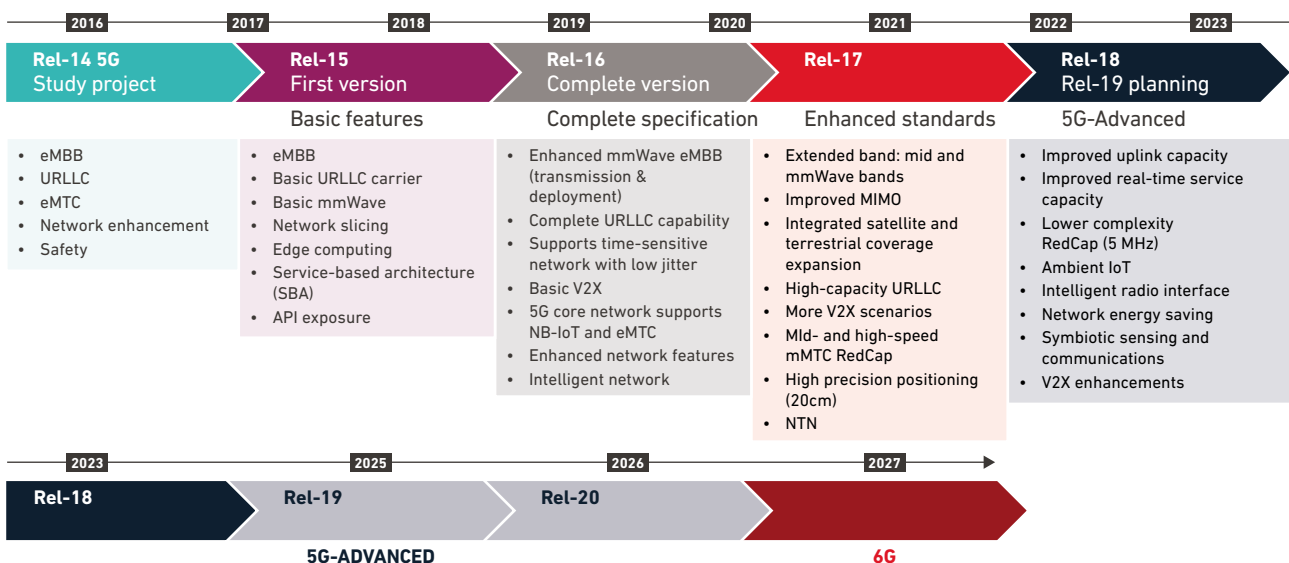 2016
2017
2018
2019
2020
2021
2022
2023
Rel-14 5G
Study project
Rel-15
First version
Rel-16
Complete version
Rel-17
Rel-18
Rel-19 planning
Basic features
Complete specification
Enhanced standards
5G-Advanced
• eMBB
• URLLC
• eMTC
• Network enhancement
• Safety
• eMBB
• Basic URLLC carrier
• Basic mmWave
• Network slicing
• Edge computing
• Service-based architecture
(SBA)
• API exposure
• Enhanced mmWave eMBB
(transmission &
deployment)
• Complete URLLC capability
• Supports time-sensitive
network with low jitter
• Basic V2X
• 5G core network supports
NB-IoT and eMTC
• Enhanced network features
• Intelligent network
• Extended band: mid and
mmWave bands
• Improved MIMO
• Integrated satellite and
terrestrial coverage
expansion
• High-capacity URLLC
• More V2X scenarios
• MId- and high-speed
mMTC RedCap
• High precision positioning
(20cm)
• NTN
• Improved uplink capacity
• Improved real-time service
capacity
• Lower complexity
RedCap (5 MHz)
• Ambient IoT
• Intelligent radio interface
• Network energy saving
• Symbiotic sensing and
communications
• V2X enhancements
2023
2025
2026
2027
Rel-18
Rel-19
Rel-20
5G-ADVANCED
6G